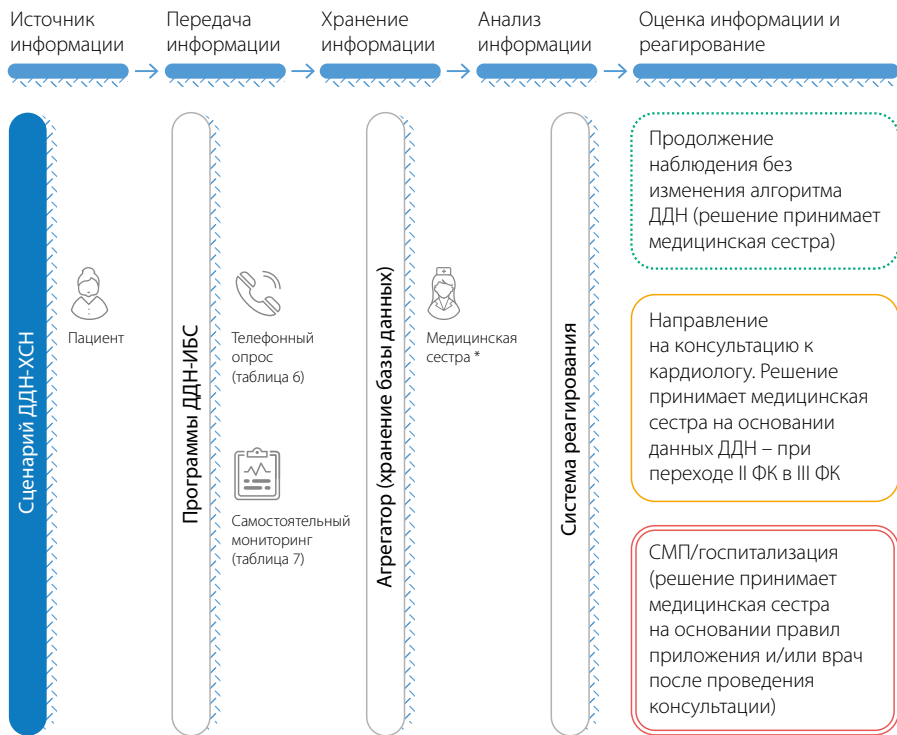 Источник
информации
Передача
информации
Хранение
информации
Анализ
информации
Оценка информации и
реагирование
Сценарий ДДН-ХСН
Пациент
Программы ДДН-ИБС
Телефонный
опрос
(таблица 6)
Самостоятельный
мониторинг
(таблица 7)
Агрегатор (хранение базы данных)
Медицинская
сестра *
Система реагирования
Продолжение
наблюдения без
изменения алгоритма
ДДН (решение принимает
медицинская сестра)
Направление
на консультацию к
кардиологу. Решение
принимает медицинская
сестра на основании
данных ДДН – при
переходе II ФК в III ФК
СМП/госпитализация
(решение принимает
медицинская сестра
на основании правил
приложения и/или врач
после проведения
консультации)